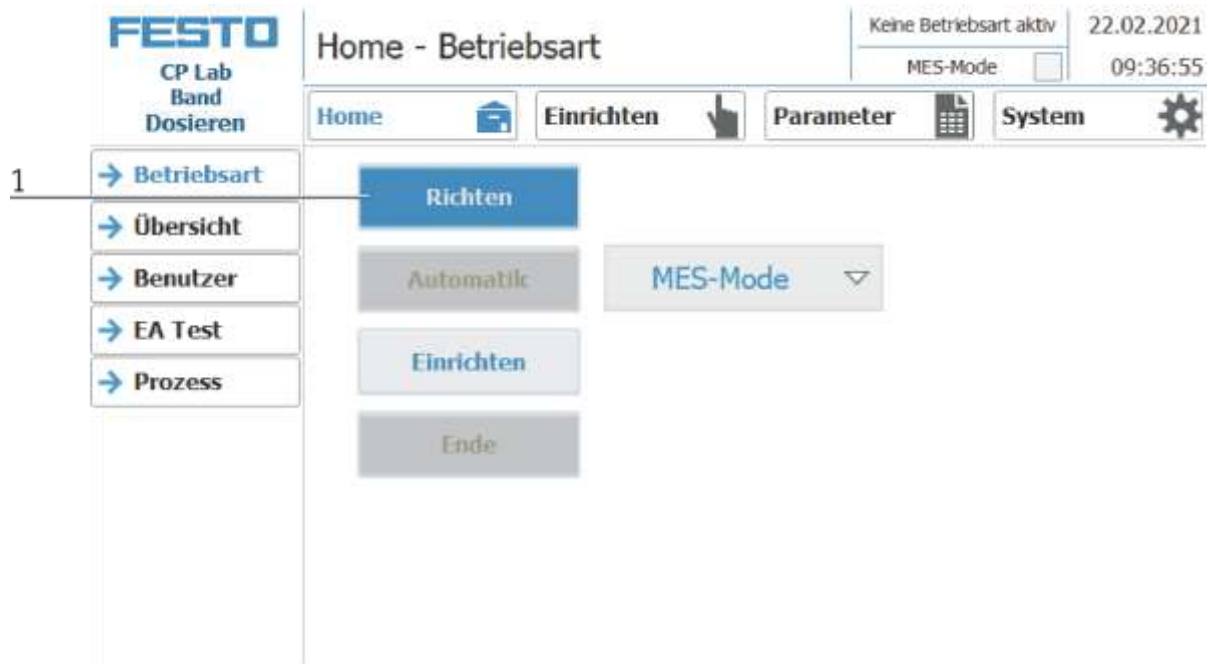 FESTO
CP Lab
Band
Dosieren
Home - Betriebsart
Keine Betriebsart aktiv
MES-Mode
22.02.2021
09:36:55
Home
Einrichten
Parameter
System
1
Betriebsart
Übersicht
Benutzer
EA Test
Prozess
Richten
Automatik
MES-Mode
Einrichten
Ende